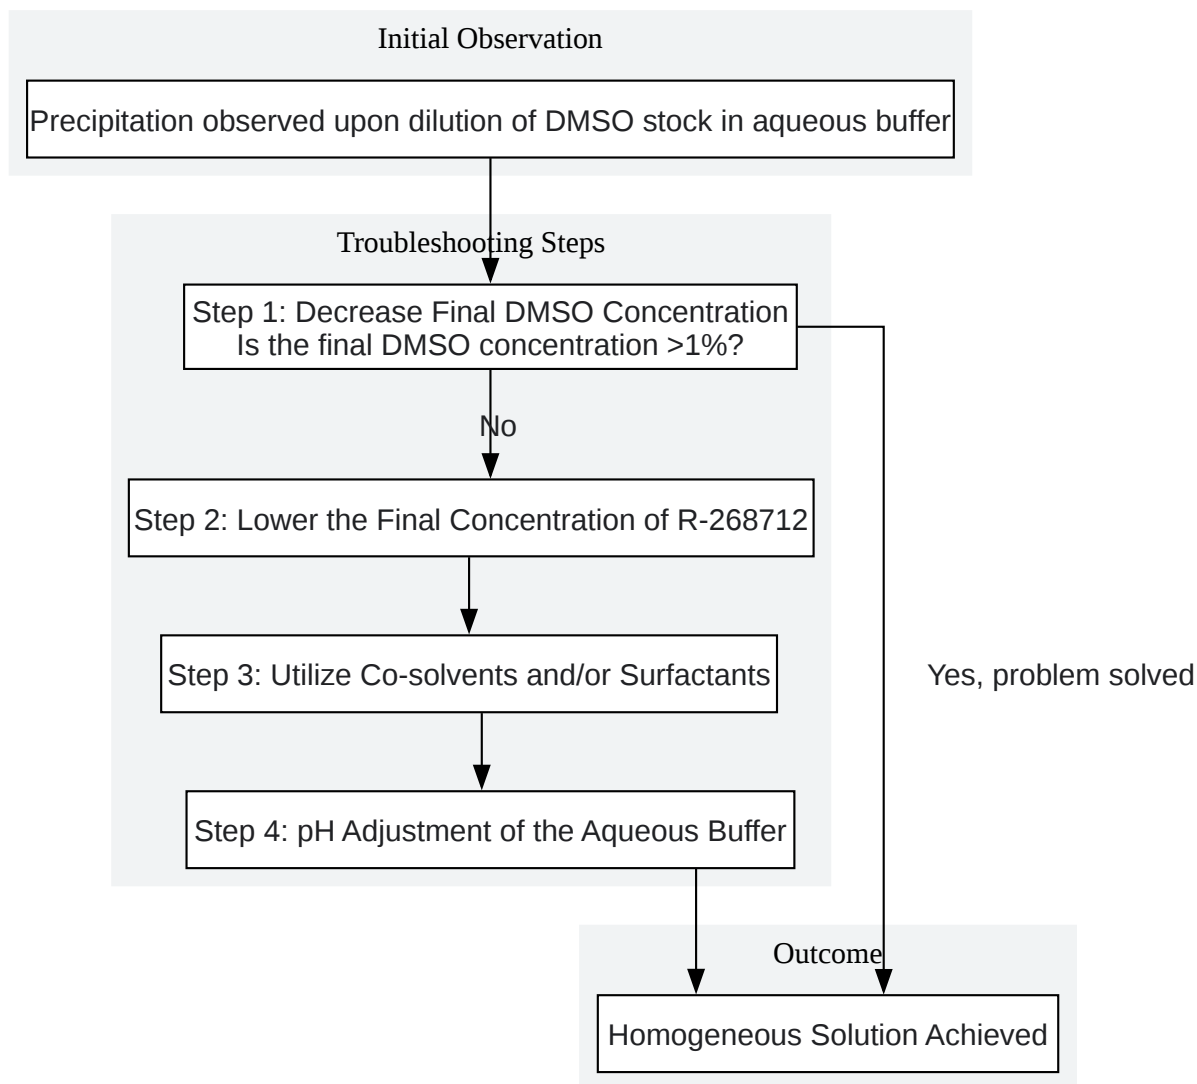 Initial Observation
Precipitation observed upon dilution of DMSO stock in aqueous buffer
Troubleshooting Steps
Step 1: Decrease Final DMSO Concentration
Is the final DMSO concentration >1%?
No
Step 2: Lower the Final Concentration of R-268712
Step 3: Utilize Co-solvents and/or Surfactants
Yes, problem solved
Step 4: pH Adjustment of the Aqueous Buffer
Outcome
Homogeneous Solution Achieved